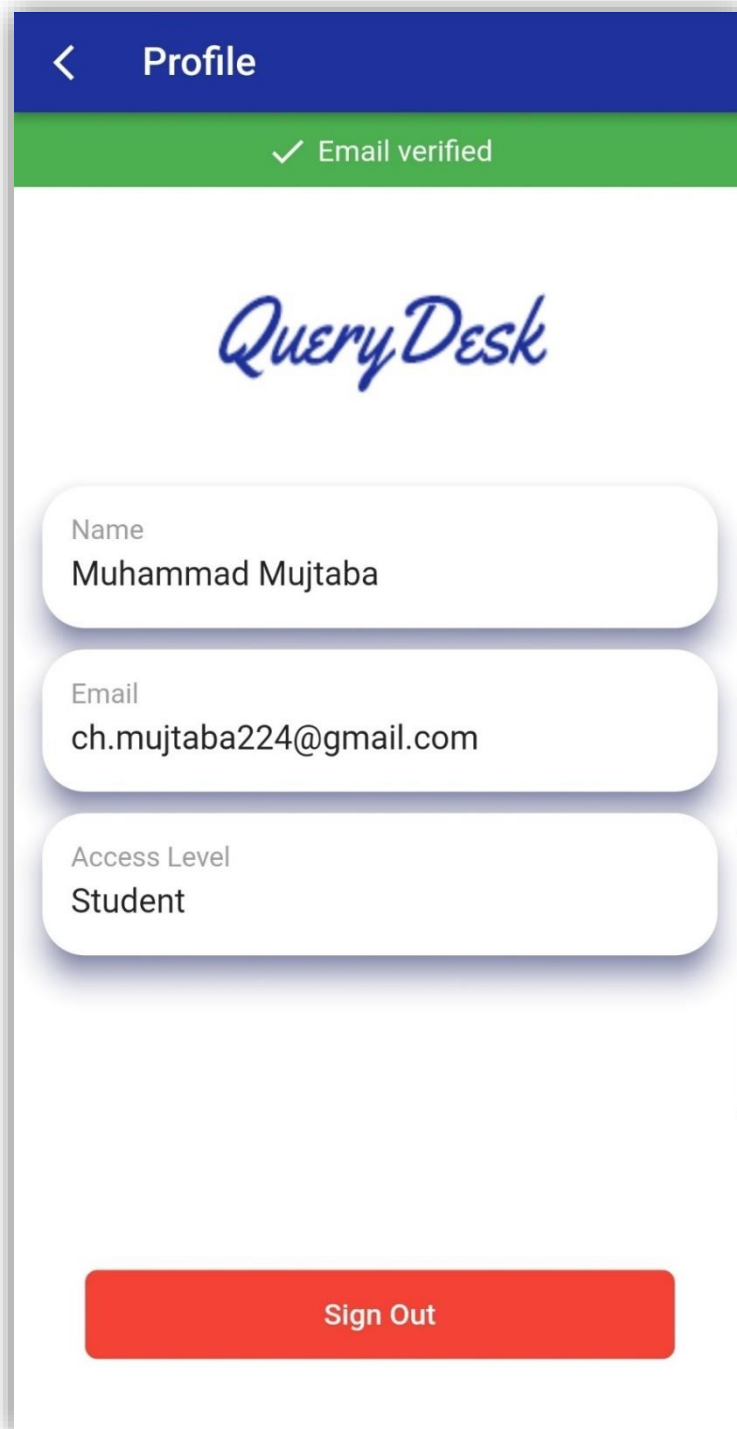 Profile
Email verified
QueryDesk
Name
Muhammad Mujtaba
Email
ch.mujtaba224@gmail.com
Access Level
Student
Sign Out